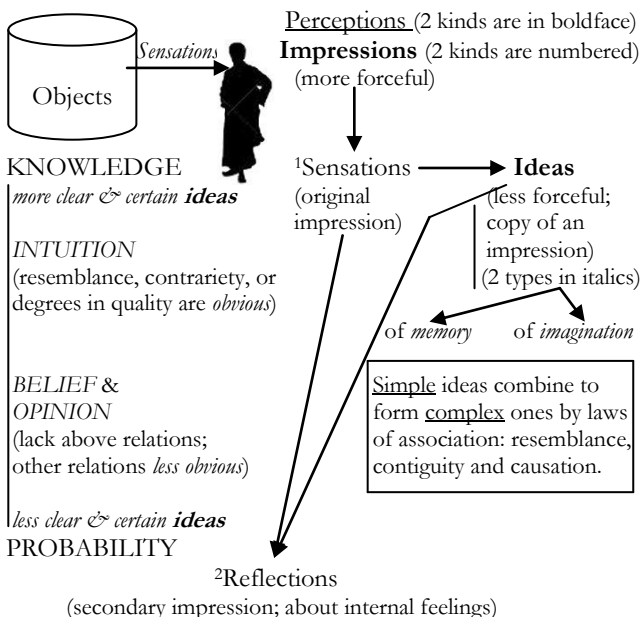 Perceptions (2 kinds are in boldface)
Sensations
Impressions (2 kinds are numbered)
(more forceful)
Objects
KNOWLEDGE
more clear & certain ideas
INTUITION
(resemblance, contrariety, or
degrees in quality are obvious)
BELIEF &
OPINION
(lack above relations;
other relations less obvious)
less clear & certain ideas
PROBABILITY
¹Sensations
(original
impression)
Ideas
(less forceful;
copy of an
impression)
(2 types in italics)
of memory
of imagination
Simple ideas combine to
form complex ones by laws
of association: resemblance,
contiguity and causation.
²Reflections
(secondary impression; about internal feelings)